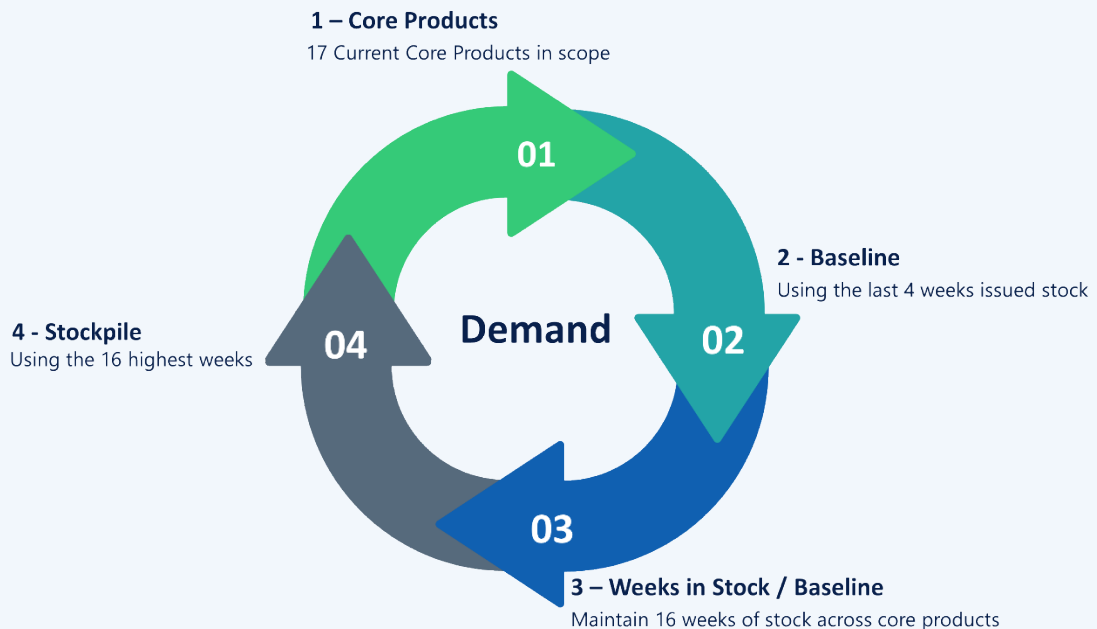 1 – Core Products
17 Current Core Products in scope
01
2 - Baseline
Using the last 4 weeks issued stock
02
Demand
4 - Stockpile
Using the 16 highest weeks
04
03
3 – Weeks in Stock / Baseline
Maintain 16 weeks of stock across core products